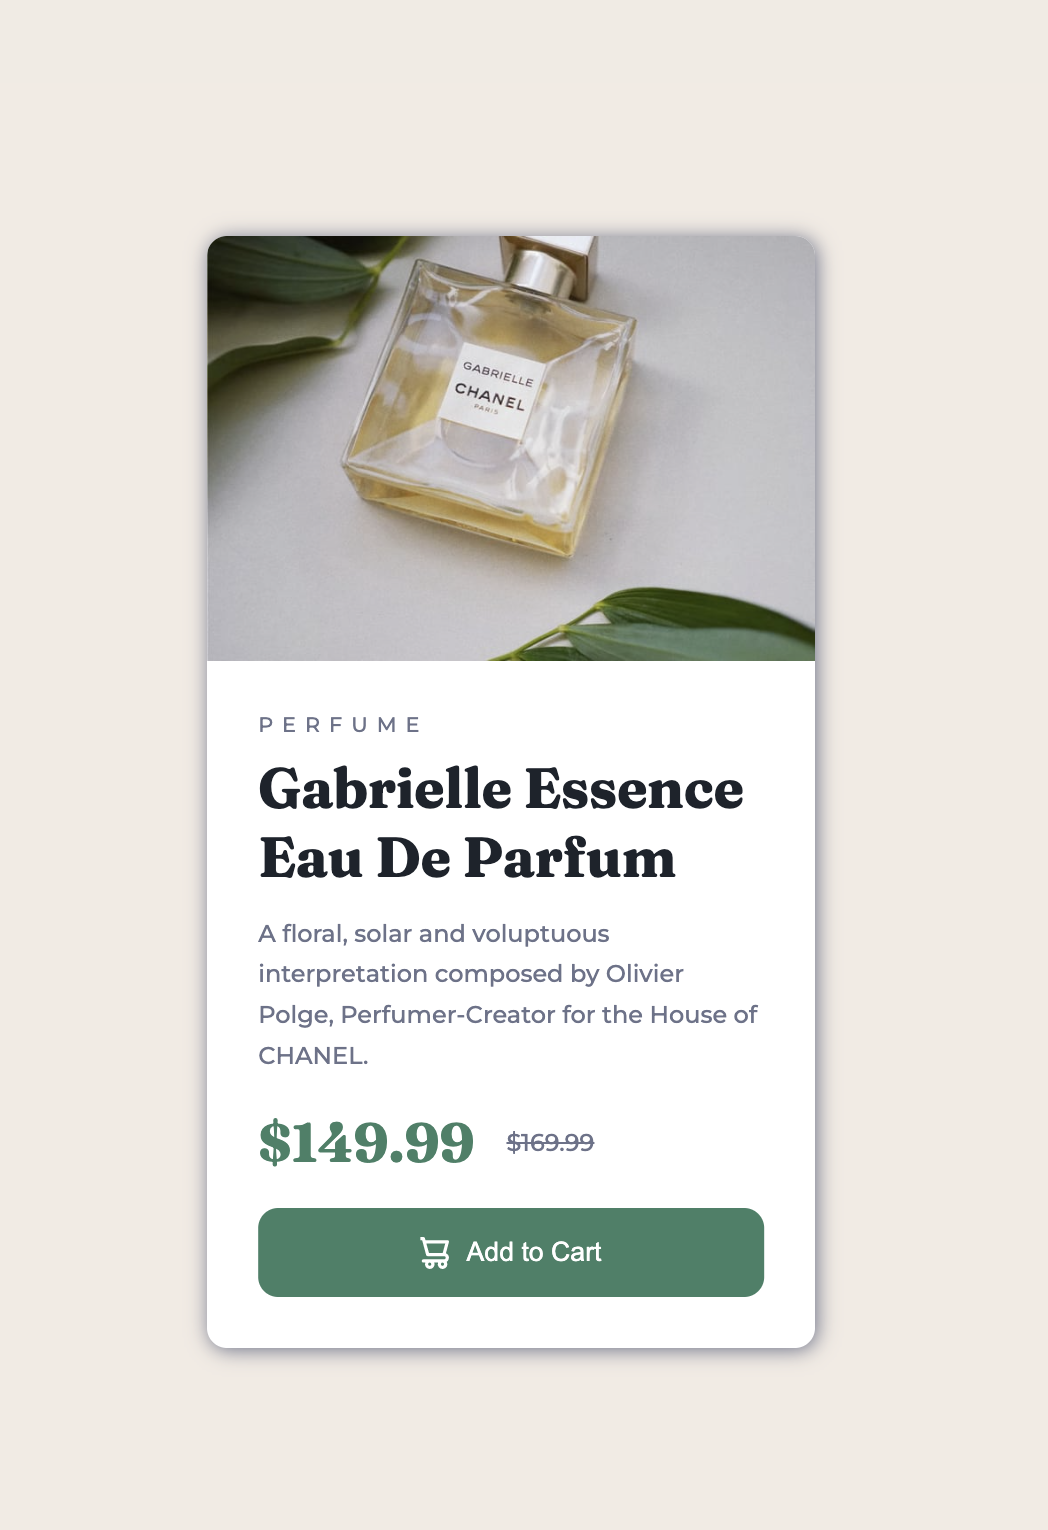 GABRIELLE
CHANEL
PARIS
PERFUME
Gabrielle Essence
Eau De Parfum
A floral, solar and voluptuous
interpretation composed by Olivier
Polge, Perfumer-Creator for the House of
CHANEL.
$149.99 $169.99
Add to Cart